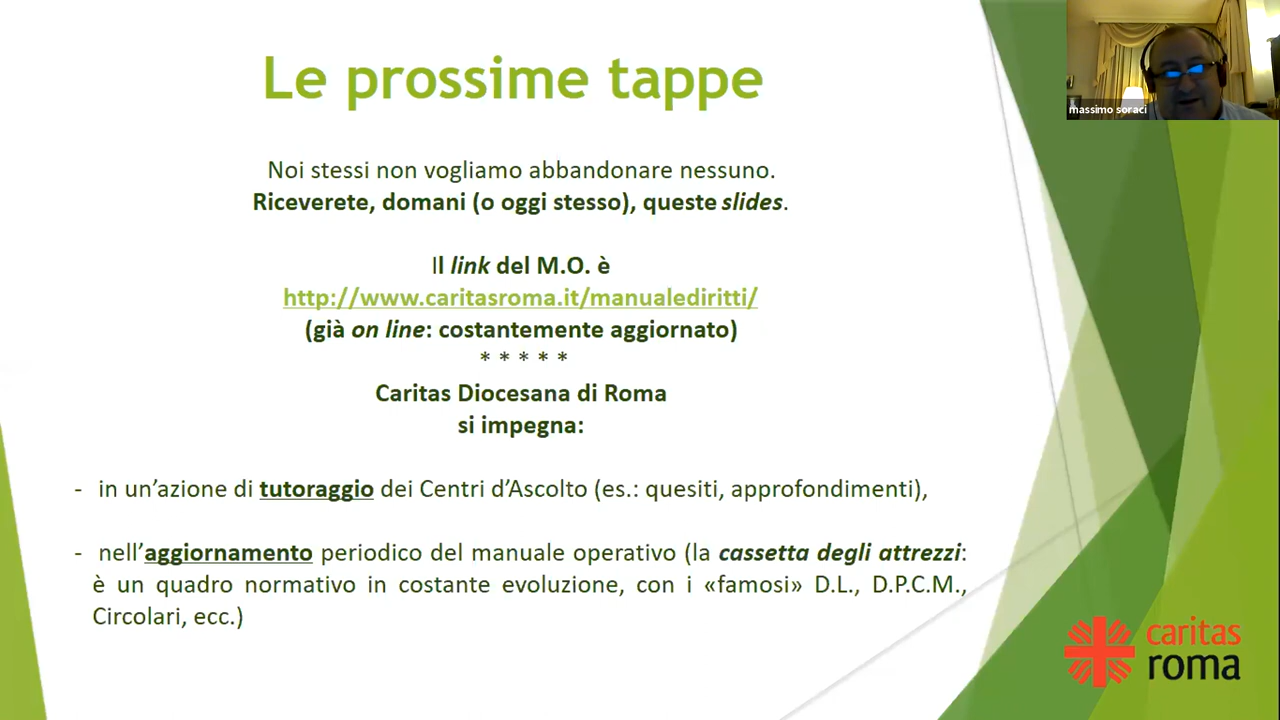 Le prossime tappe
massimo soraci
Noi stessi non vogliamo abbandonare nessuno.
Riceverete, domani (o oggi stesso), queste slides.
Il link del M.O. è
http://www.caritasroma.it/manualediritti/
(già on line: costantemente aggiornato)
* * * * *
Caritas Diocesana di Roma
si impegna:
- in un’azione di tutoraggio dei Centri d’Ascolto (es.: quesiti, approfondimenti),
- nell’aggiornamento periodico del manuale operativo (la cassetta degli attrezzi:
è un quadro normativo in costante evoluzione, con i «famosi» D.L., D.P.C.M.,
Circolari, ecc.)
caritas
roma